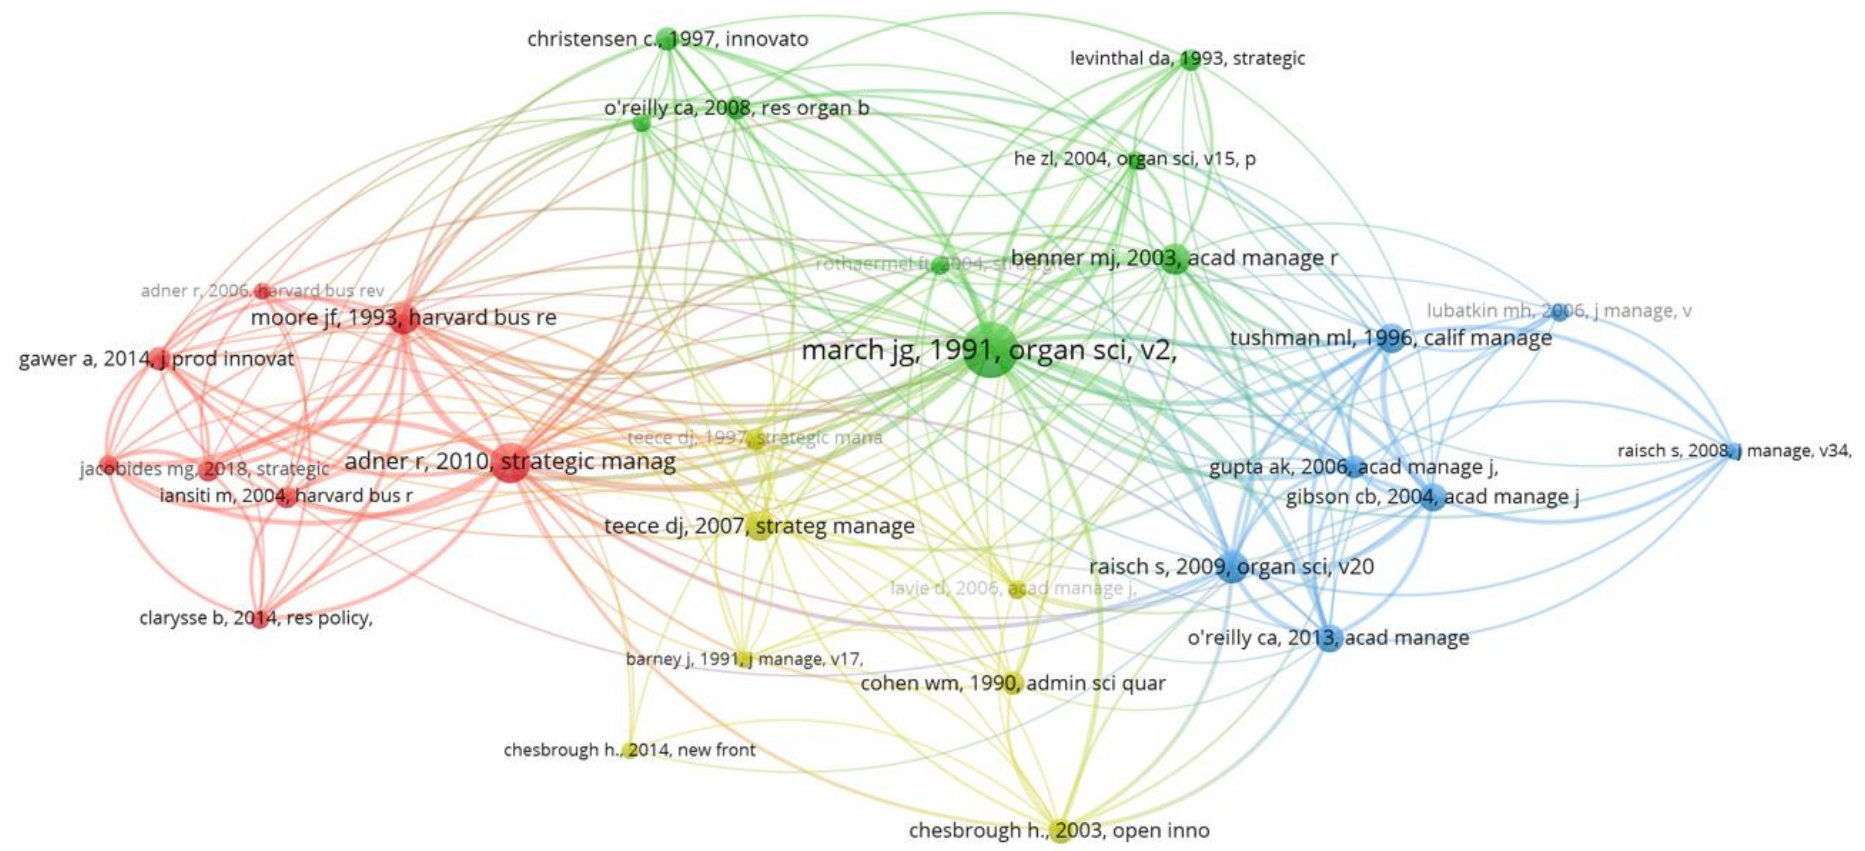 christensen c., 1997, innovato
levinthal da, 1993, strategic
o'reilly ca, 2008, res organ b
he zl, 2004, organ sci, v15, p
benner mj, 2003, acad manage r
rothaermel ft, 2004, strategic
adner r, 2006, harvard bus rev
moore jf, 1993, harvard bus re
lubatkin mh, 2006, j manage, v
tushman ml, 1996, calif manage
march jg, 1991, organ sci, v2,
gawer a, 2014, j prod innovat
teece dj, 1997, strategic mana
raisch s, 2008, j manage, v34,
adner r, 2010, strategic manag
jacobides mg, 2018, strategic
gupta ak, 2006, acad manage j,
iansiti m, 2004, harvard bus r
gibson cb, 2004, acad manage j
teece dj, 2007, strateg manage
raisch s, 2009, organ sci, v20
lavie d, 2006, acad manage j,
clarysse b, 2014, res policy,
o'reilly ca, 2013, acad manage
barney j, 1991, j manage, v17,
cohen wm, 1990, admin sci quar
chesbrough h., 2014, new front
chesbrough h., 2003, open inno